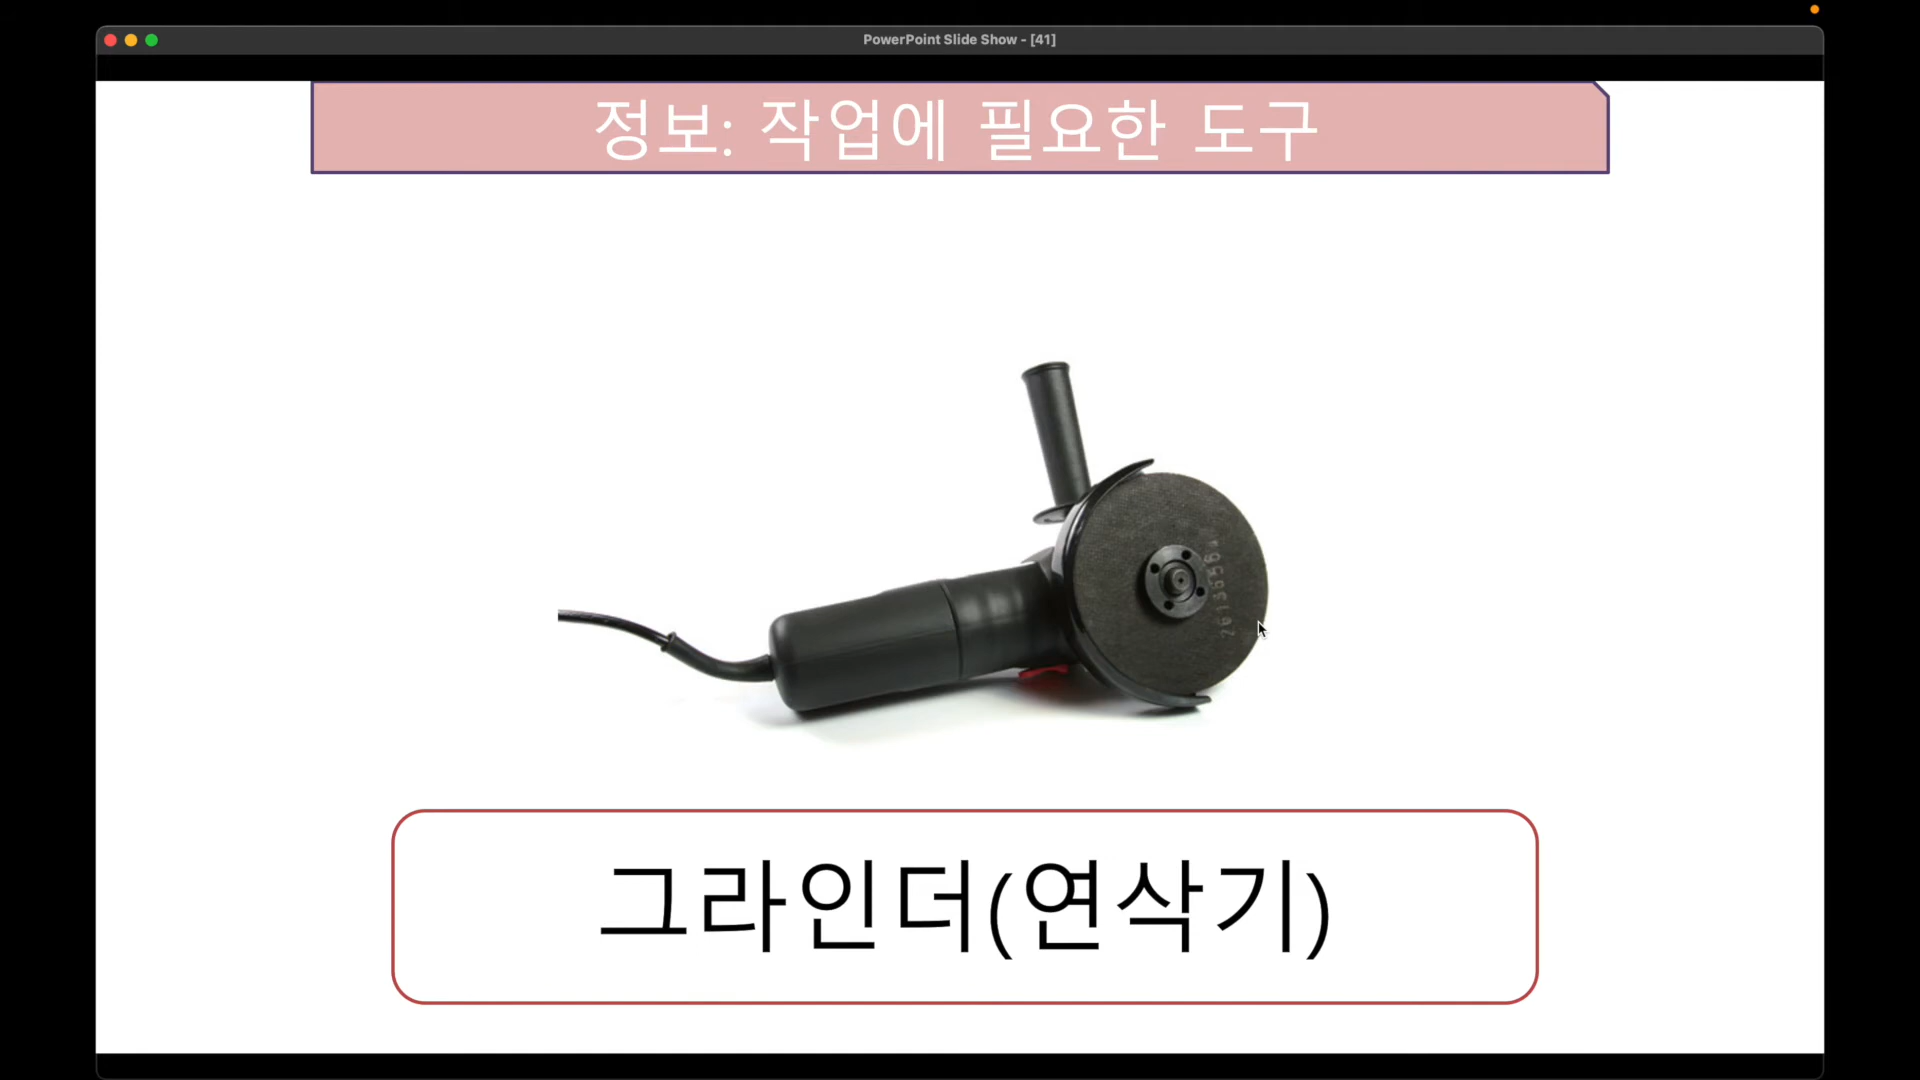 PowerPoint Slide Show - [41]
정보: 작업에 필요한 도구
그라인더(연삭기)